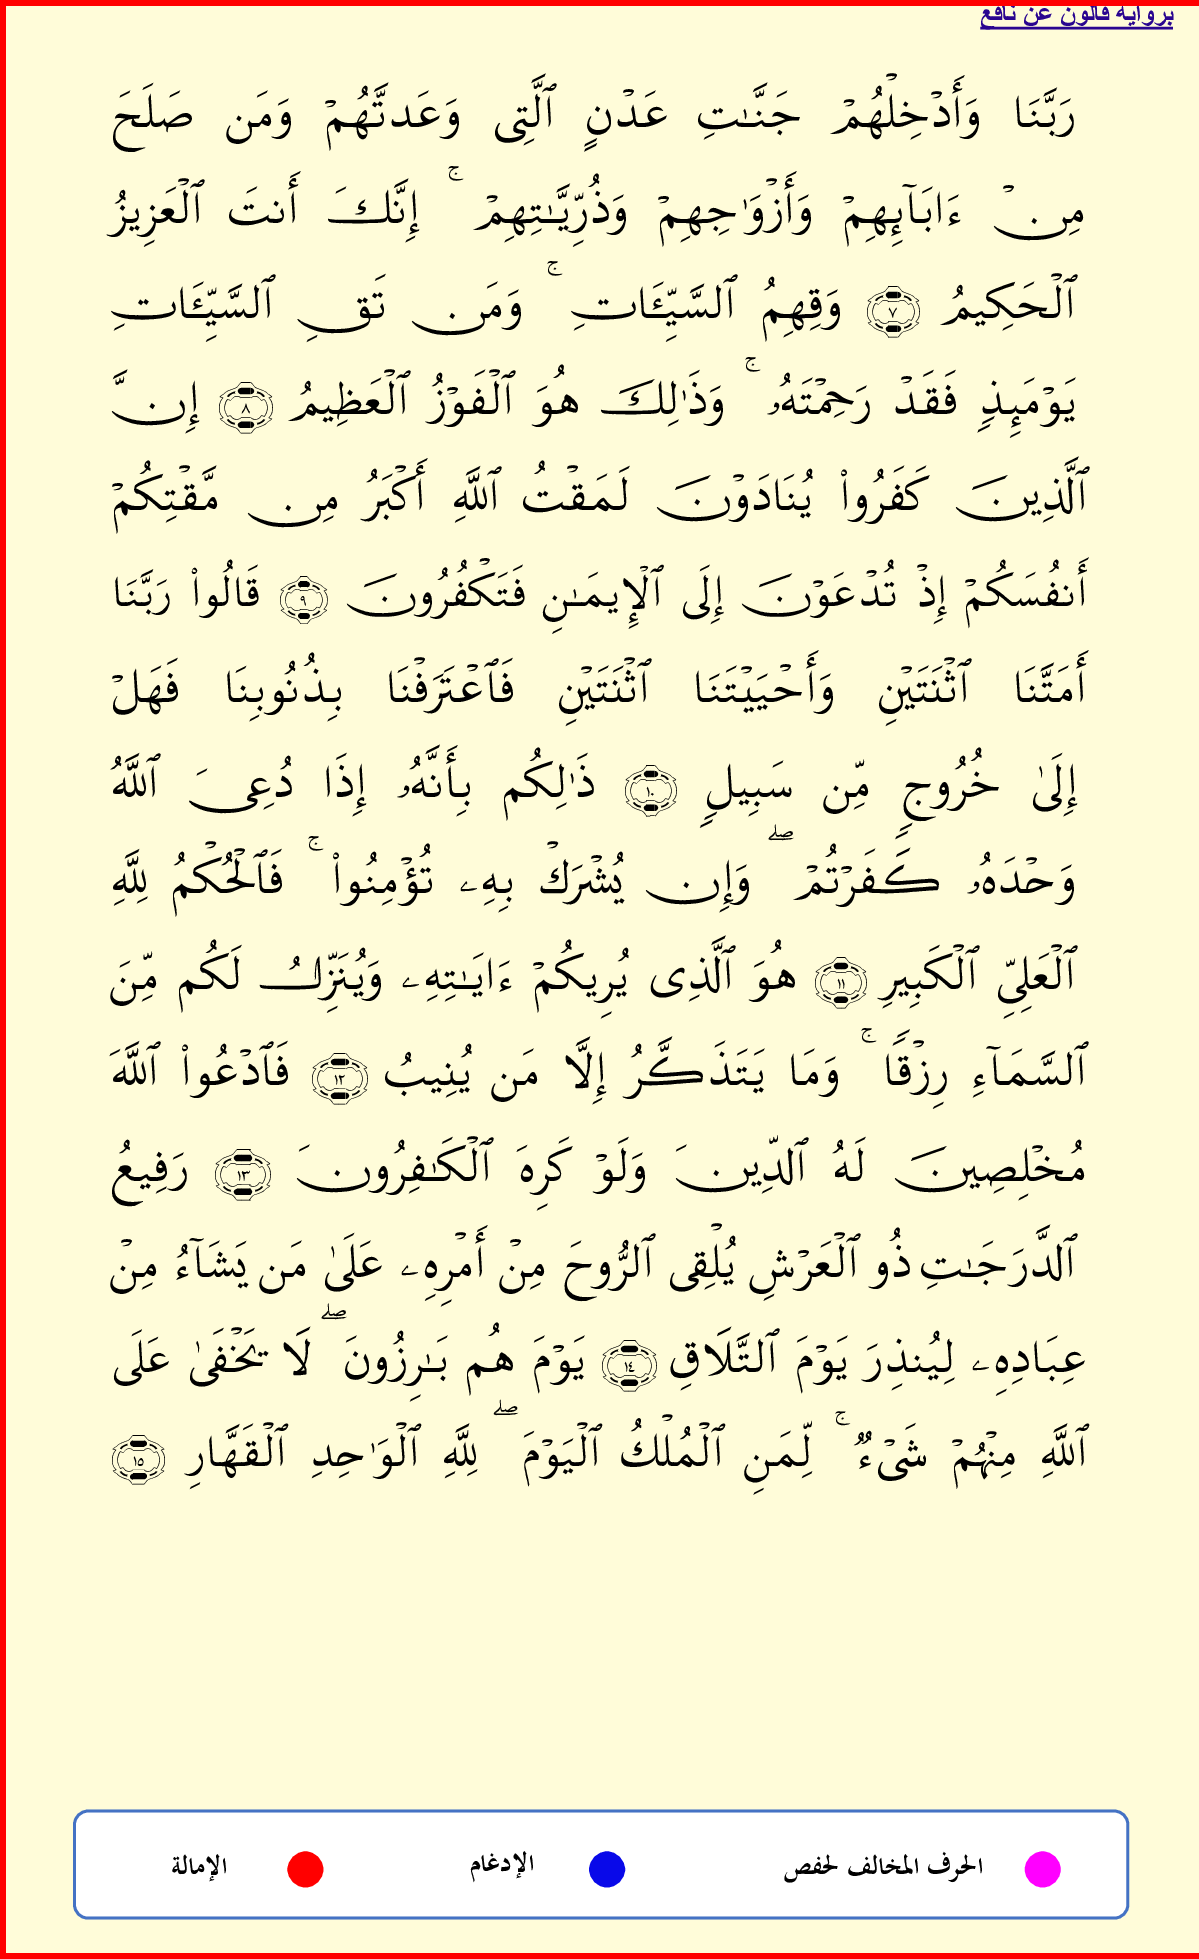 برواية قالون عن نافع
رَبَّنَا وَأَدْخِلْهُمْ جَنَّـٰتِ عَدْنٍ ٱلَّتِى وَعَدتَّهُمْ وَمَن صَلَحَ
مِنْ ءَابَآئِهِمْ وَأَزْوَٰجِهِمْ وَذُرِّيَّـٰتِهِمْ ۚ إِنَّكَ أَنتَ ٱلْعَزِيزُ
ٱلْحَكِيمُ ٧ وَقِهِمُ ٱلسَّيِّـَٔاتِ ۚ وَمَن تَقِ ٱلسَّيِّـَٔاتِ
يَوْمَئِذٍ فَقَدْ رَحِمْتَهُۥ ۚ وَذَٰلِكَ هُوَ ٱلْفَوْزُ ٱلْعَظِيمُ ٨ إِنَّ
ٱلَّذِينَ كَفَرُوا۟ يُنَادَوْنَ لَمَقْتُ ٱللَّهِ أَكْبَرُ مِن مَّقْتِكُمْ
أَنفُسَكُمْ إِذْ تُدْعَوْنَ إِلَى ٱلْإِيمَـٰنِ فَتَكْفُرُونَ ٩ قَالُوا۟ رَبَّنَا
أَمَتَّنَا ٱثْنَتَيْنِ وَأَحْيَيْتَنَا ٱثْنَتَيْنِ فَٱعْتَرَفْنَا بِذُنُوبِنَا فَهَلْ
إِلَىٰ خُرُوجٍ مِّن سَبِيلٍ ١٠ ذَٰلِكُم بِأَنَّهُۥ إِذَا دُعِىَ ٱللَّهُ
وَحْدَهُۥ كَفَرْتُمْ ۖ وَإِن يُشْرَكْ بِهِۦ تُؤْمِنُوا۟ ۚ فَٱلْحُكْمُ لِلَّهِ
ٱلْعَلِىِّ ٱلْكَبِيرِ ١١ هُوَ ٱلَّذِى يُرِيكُمْ ءَايَـٰتِهِۦ وَيُنَزِّلُ لَكُم مِّنَ
ٱلسَّمَآءِ رِزْقًا ۚ وَمَا يَتَذَكَّرُ إِلَّا مَن يُنِيبُ ١٢ فَٱدْعُوا۟ ٱللَّهَ
مُخْلِصِينَ لَهُ ٱلدِّينَ وَلَوْ كَرِهَ ٱلْكَـٰفِرُونَ ١٣ رَفِيعُ
ٱلدَّرَجَـٰتِ ذُو ٱلْعَرْشِ يُلْقِى ٱلرُّوحَ مِنْ أَمْرِهِۦ عَلَىٰ مَن يَشَآءُ مِنْ
عِبَادِهِۦ لِيُنذِرَ يَوْمَ ٱلتَّلَاقِ ١٤ يَوْمَ هُم بَـٰرِزُونَ ۖ لَا يَخْفَىٰ عَلَى
ٱللَّهِ مِنْهُمْ شَىْءٌ ۚ لِّمَنِ ٱلْمُلْكُ ٱلْيَوْمَ ۖ لِلَّهِ ٱلْوَٰحِدِ ٱلْقَهَّارِ ١٥
الحرف المخالف لحفص الإدغام الإمالة